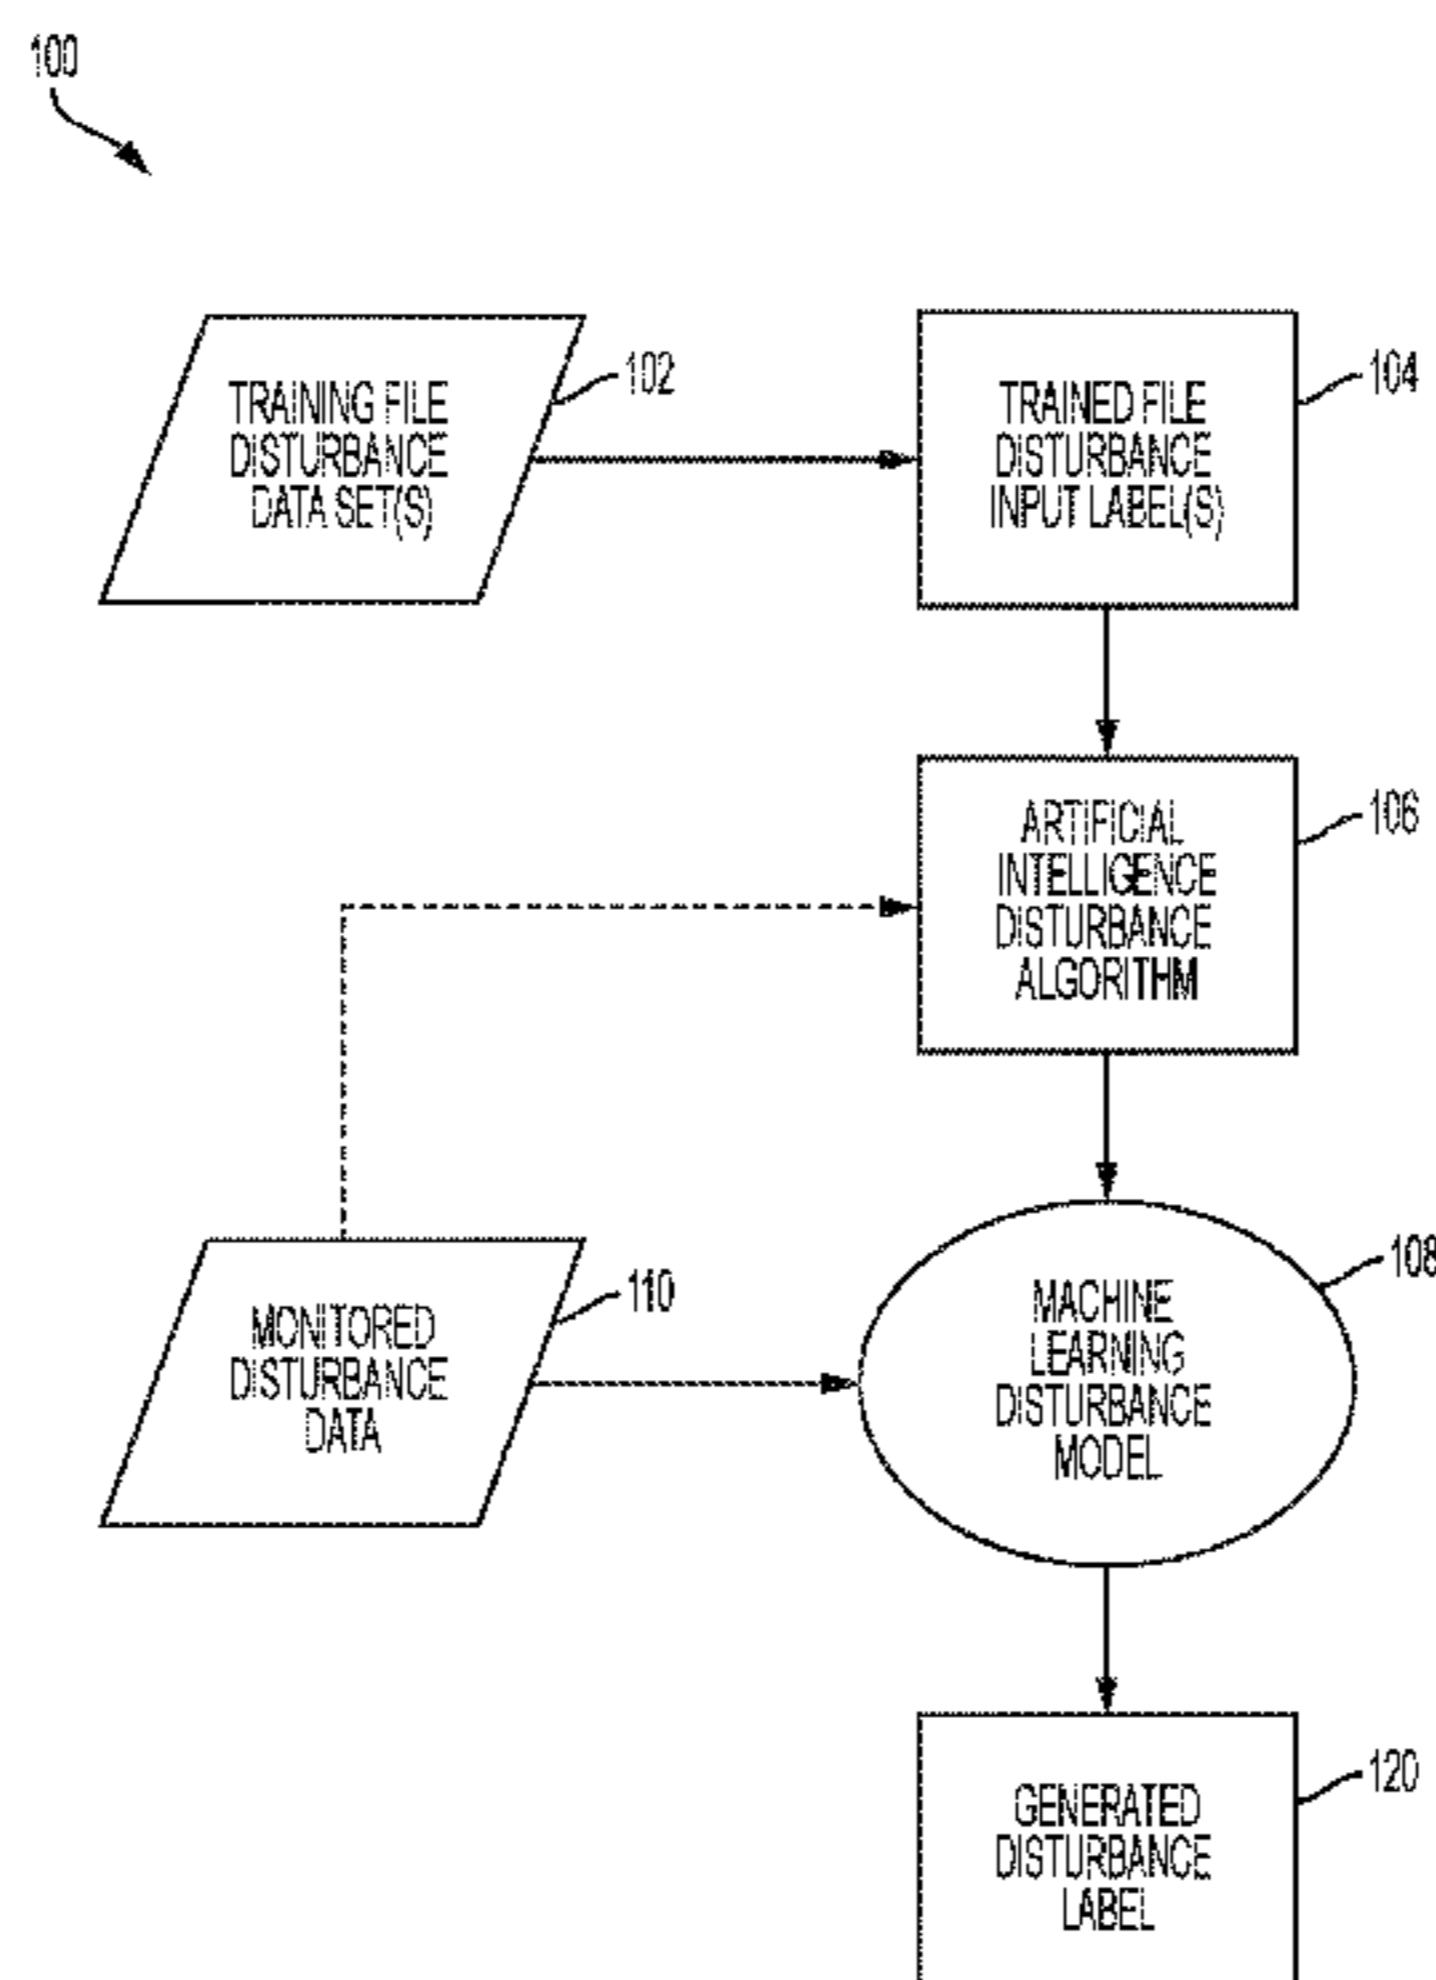 100
TRAINING FILE
DISTURBANCE
DATA SET(S)
102
TRAINED FILE
DISTURBANCE
INPUT LABEL(S)
104
ARTIFICIAL
INTELLIGENCE
DISTURBANCE
ALGORITHM
106
MONITORED
DISTURBANCE
DATA
110
MACHINE
LEARNING
DISTURBANCE
MODEL
108
GENERATED
DISTURBANCE
LABEL
120